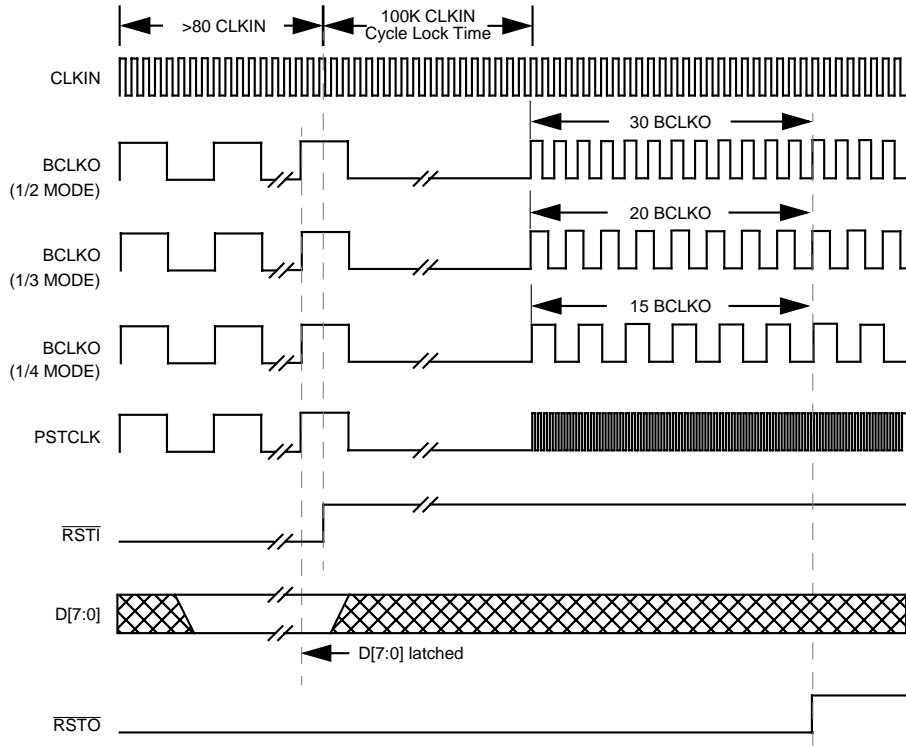 >80 CLKIN
100K CLKIN
Cycle Lock Time
CLKIN
30 BCLKO
BCLKO
(1/2 MODE)
20 BCLKO
BCLKO
(1/3 MODE)
15 BCLKO
BCLKO
(1/4 MODE)
PSTCLK
RSTI
D[7:0]
D[7:0] latched
RSTO